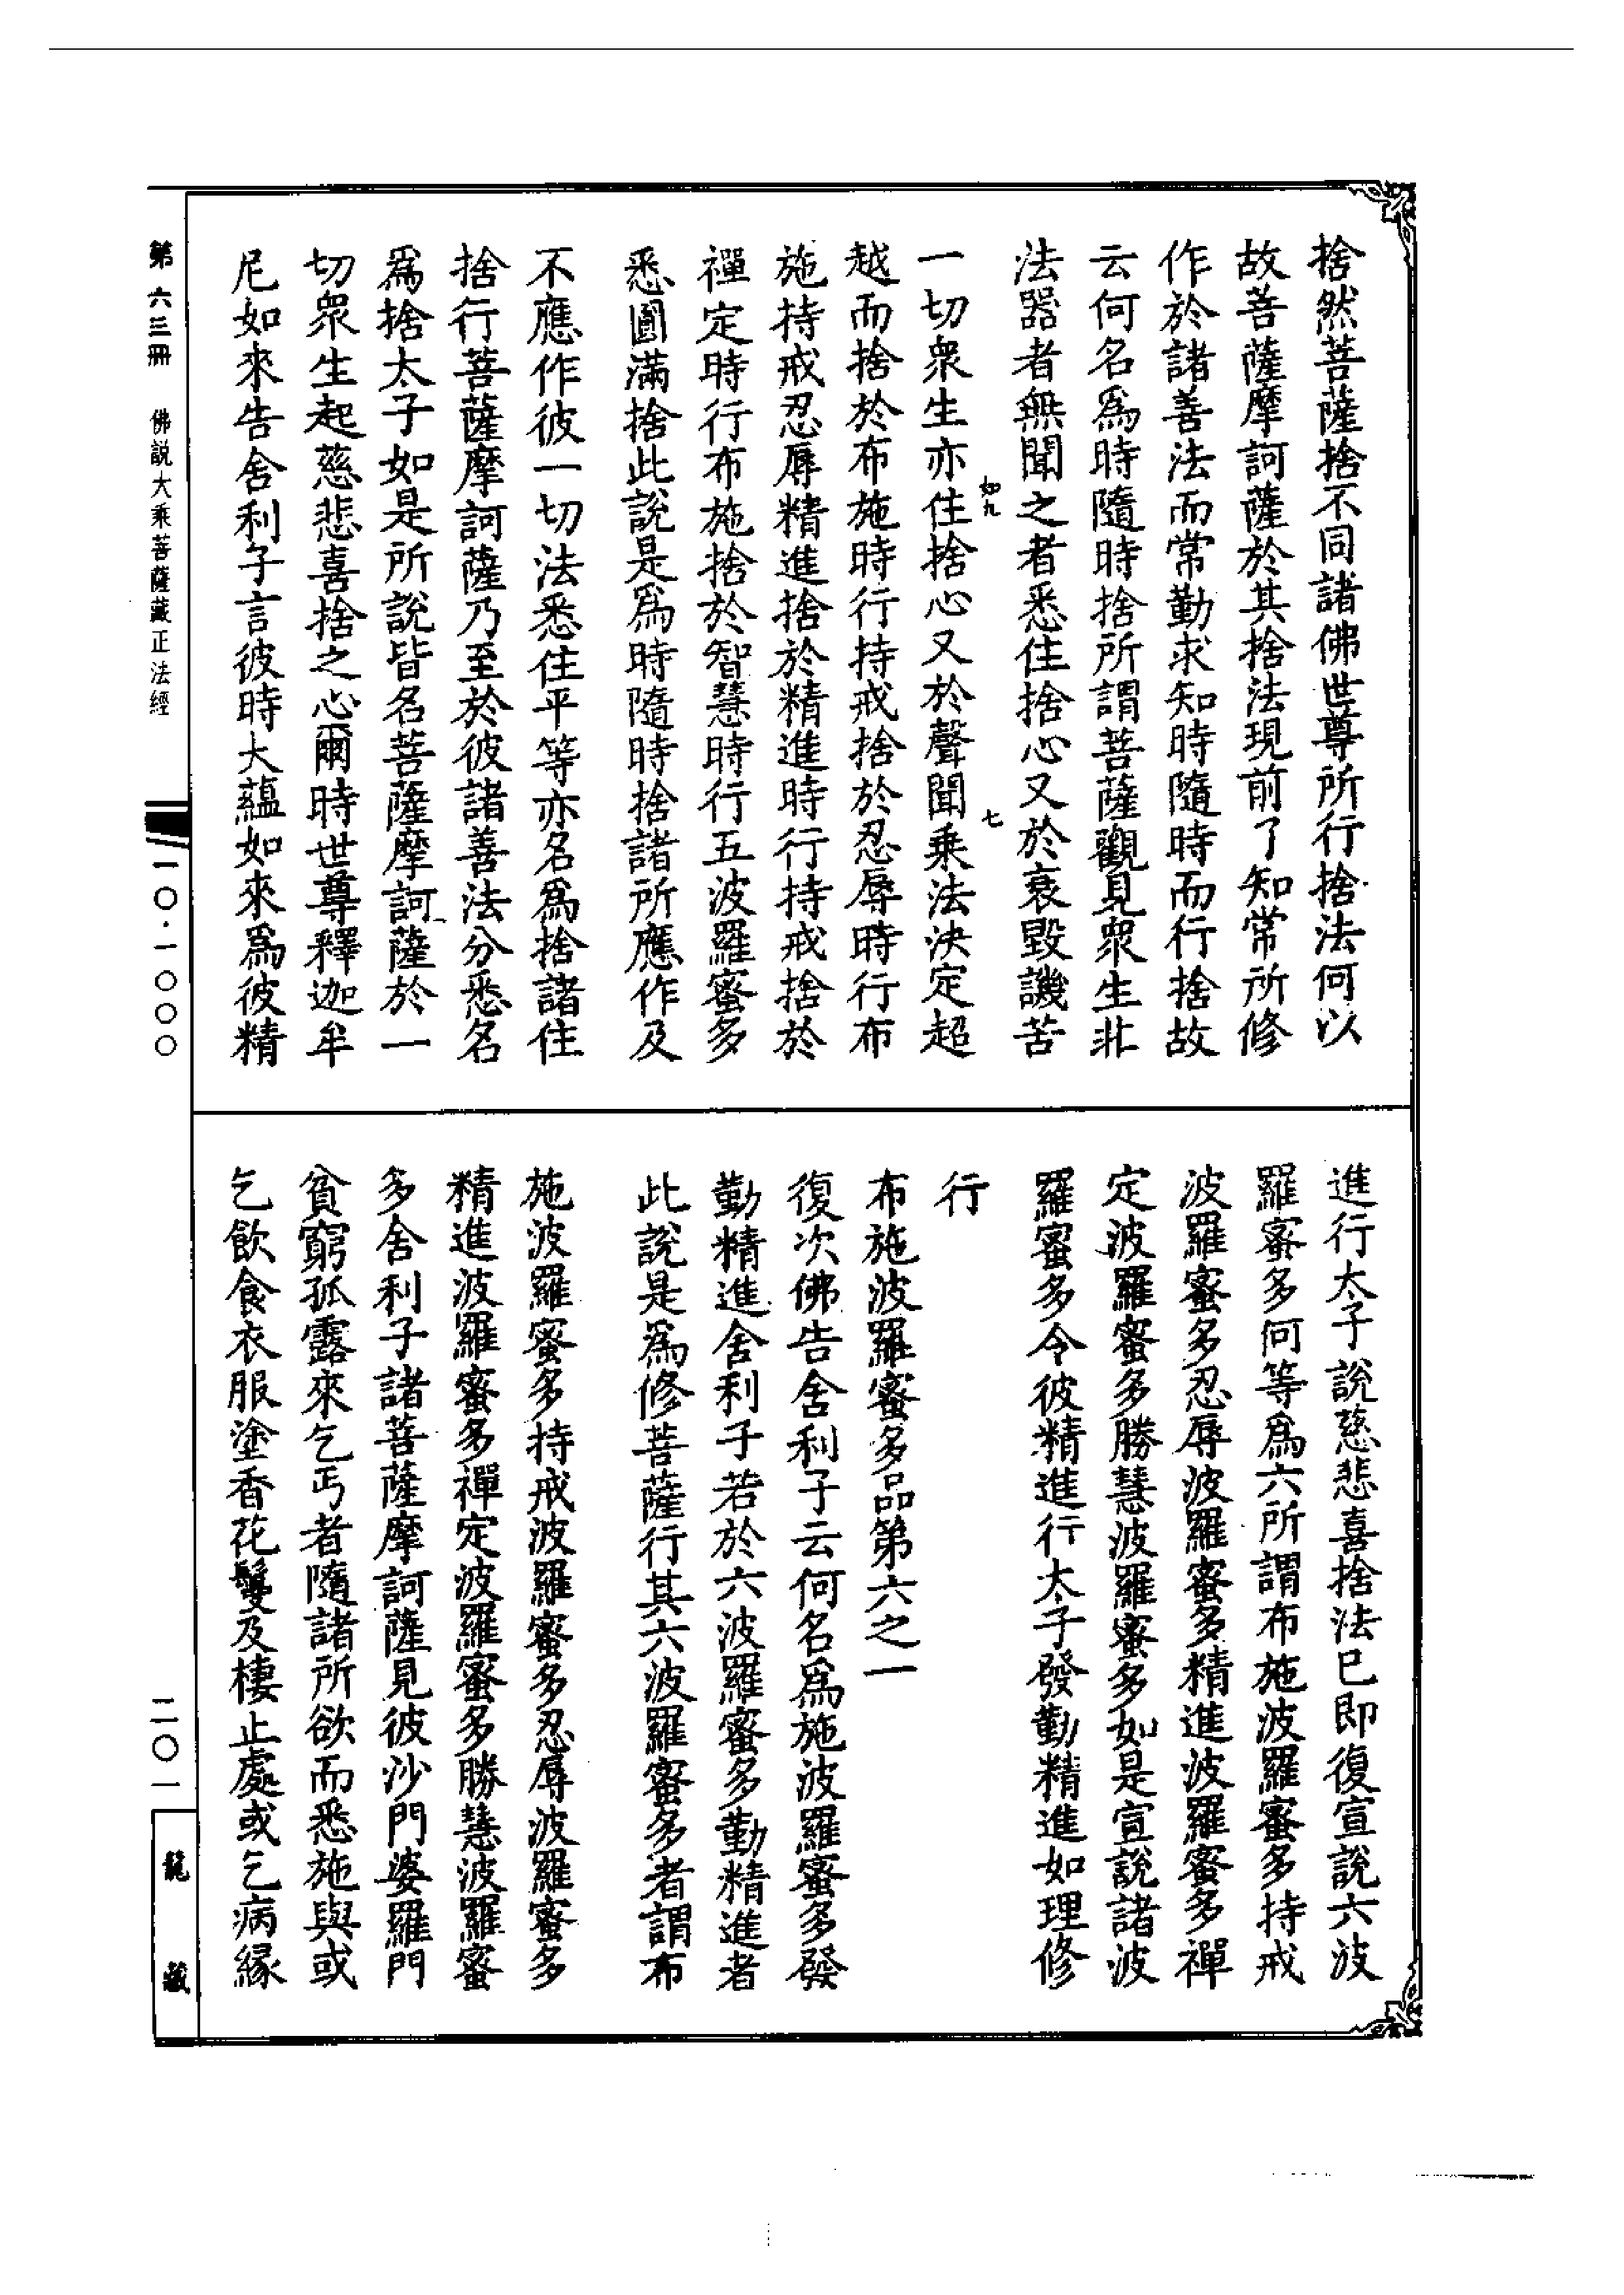 捨然菩薩捨不同諸佛世尊所行捨法何以
故菩薩摩訶薩於其捨法現前了知常所修
作於諸善法而常勤求知時隨時而行捨故
云何名爲時隨時捨所謂菩薩觀見衆生非
法器者無聞之者悉住捨心又於衰毀譏苦
如九
七
一切衆生亦住捨心又於聲聞乗法決定超
越而捨於布施時行持戒捨於忍辱時行布
施持戒忍辱精進捨於精進時行持戒捨於
禪定時行布施捨於智慧時行五波羅蜜多
悉圓滿捨此說是爲時隨時捨諸所應作及
不應作彼一切法悉住平等亦名爲捨諸住
捨行菩薩摩訶薩乃至於彼諸善法分悉名
爲捨太子如是所說皆名菩薩摩訶薩於一
切衆生起慈悲喜捨之心爾時世尊釋迦牟
尼如來告舍利子言彼時大蘊如來爲彼精
進行太子說慈悲喜捨法已即復宣說六波
羅蜜多何等爲六所謂布施波羅蜜多持戒
波羅蜜多忍辱波羅蜜多精進波羅蜜多禪
定波羅蜜多勝慧波羅蜜多如是宣說諸波
羅蜜多令彼精進行太子發勤精進如理修
行
布施波羅蜜多品第六之一
復次佛告舍利子云何名爲施波羅蜜多發
勤精進舍利子若於六波羅蜜多勤精進者
此說是爲修菩薩行其六波羅蜜多者謂布
施波羅蜜多持戒波羅蜜多忍辱波羅蜜多
精進波羅蜜多禪定波羅蜜多勝慧波羅蜜
多舍利子諸菩薩摩訶薩見彼沙門婆羅門
貧窮孤露來乞丐者隨諸所欲而悉施與或
乞飲食衣服塗香花鬘及棲止處或乞病緣
第六三冊 佛說大乘菩薩藏正法經
一〇·一〇〇〇
二〇一
龍藏